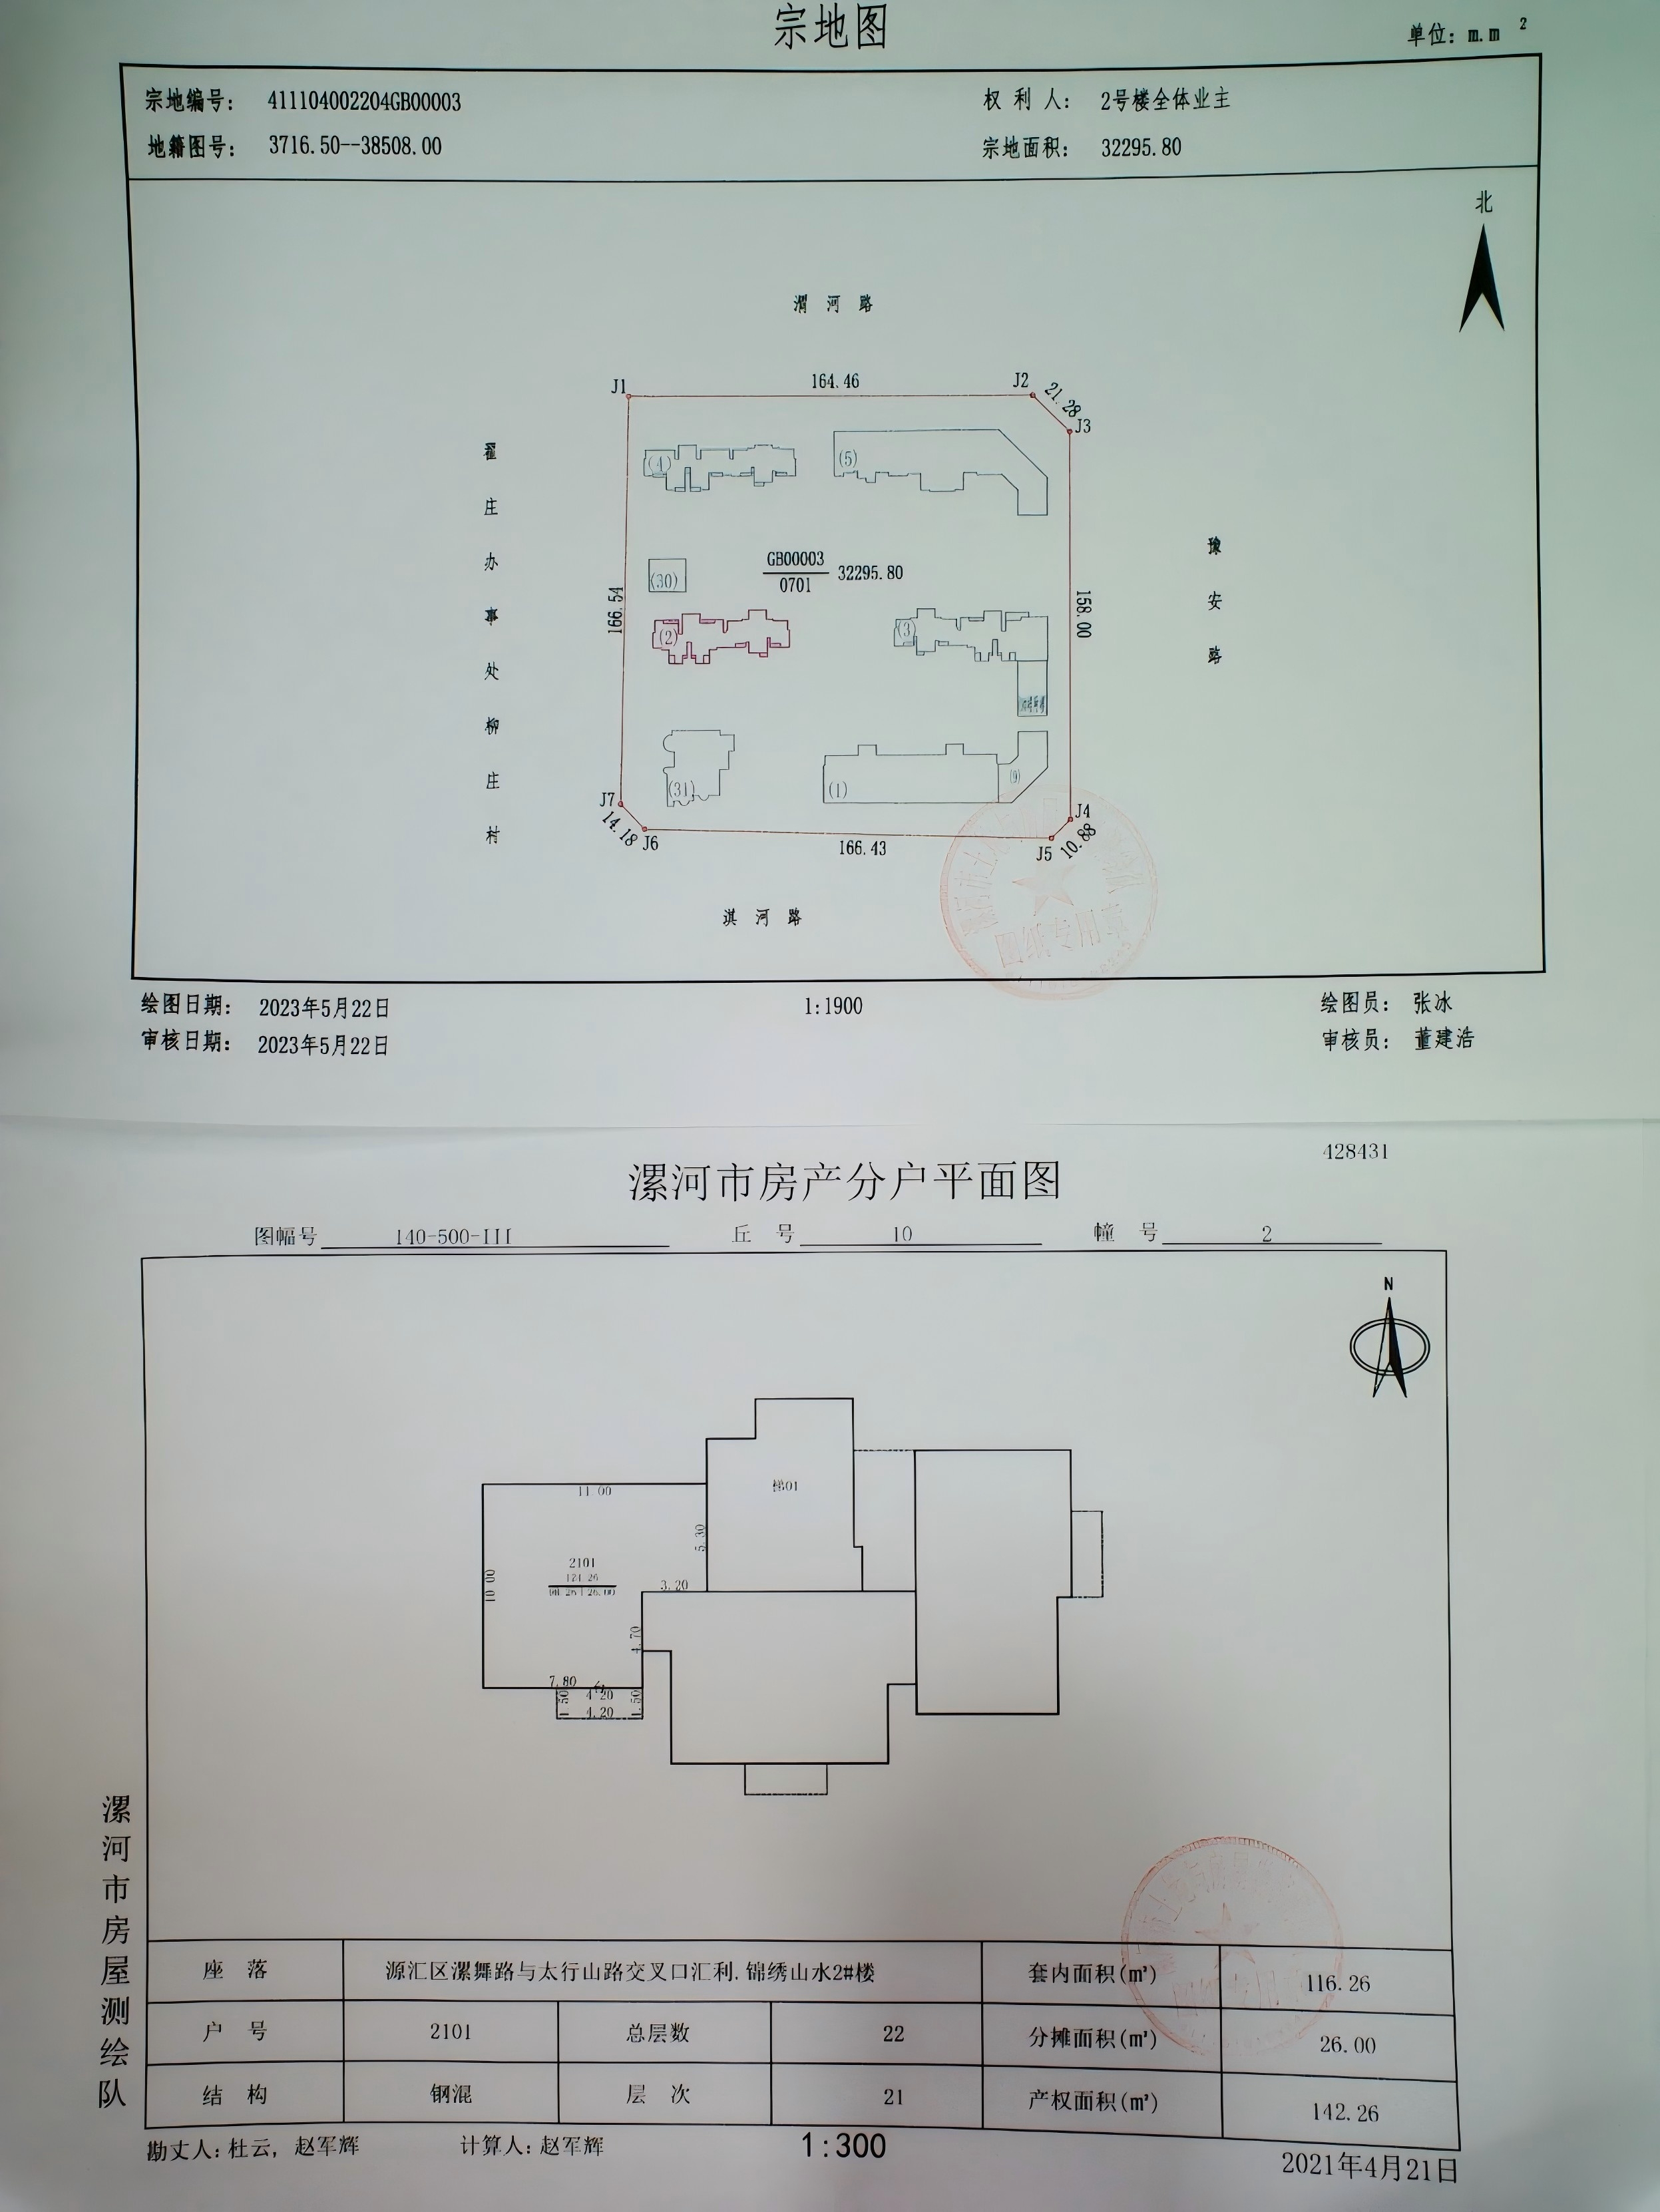 宗地图
单位：m.m 2
宗地编号： 411104002204GB00003
权 利 人： 2号楼全体业主
地籍图号： 3716.50--38508.00
宗地面积： 32295.80
北
渭 河 路
J1
164.46
J2
21.28
J3
翟庄办事处柳庄村
(4)
(5)
豫安路
(30)
GB00003
0701
32295.80
166.54
158.00
(2)
(3)
(31)
(1)
(9)
J7
14.18
J6
166.43
J5
10.88
J4
淇 河 路
图纸专用章
绘图日期： 2023年5月22日
1:1900
绘图员： 张冰
审核日期： 2023年5月22日
审核员： 董建浩
428431
漯河市房产分户平面图
图幅号 140-500-III
丘 号 10
幢 号 2
N
梯01
11.00
5.30
2101
10.00
3.20
4.70
7.80
4.20
1.50
1.50
4.20
漯河市房屋测绘队
座 落 源汇区漯舞路与太行山路交叉口汇利.锦绣山水2#楼 套内面积(㎡) 116.26
户 号 2101 总层数 22 分摊面积(㎡) 26.00
结 构 钢混 层 次 21 产权面积(㎡) 142.26
勘丈人：杜云，赵军辉
计算人：赵军辉
1:300
2021年4月21日